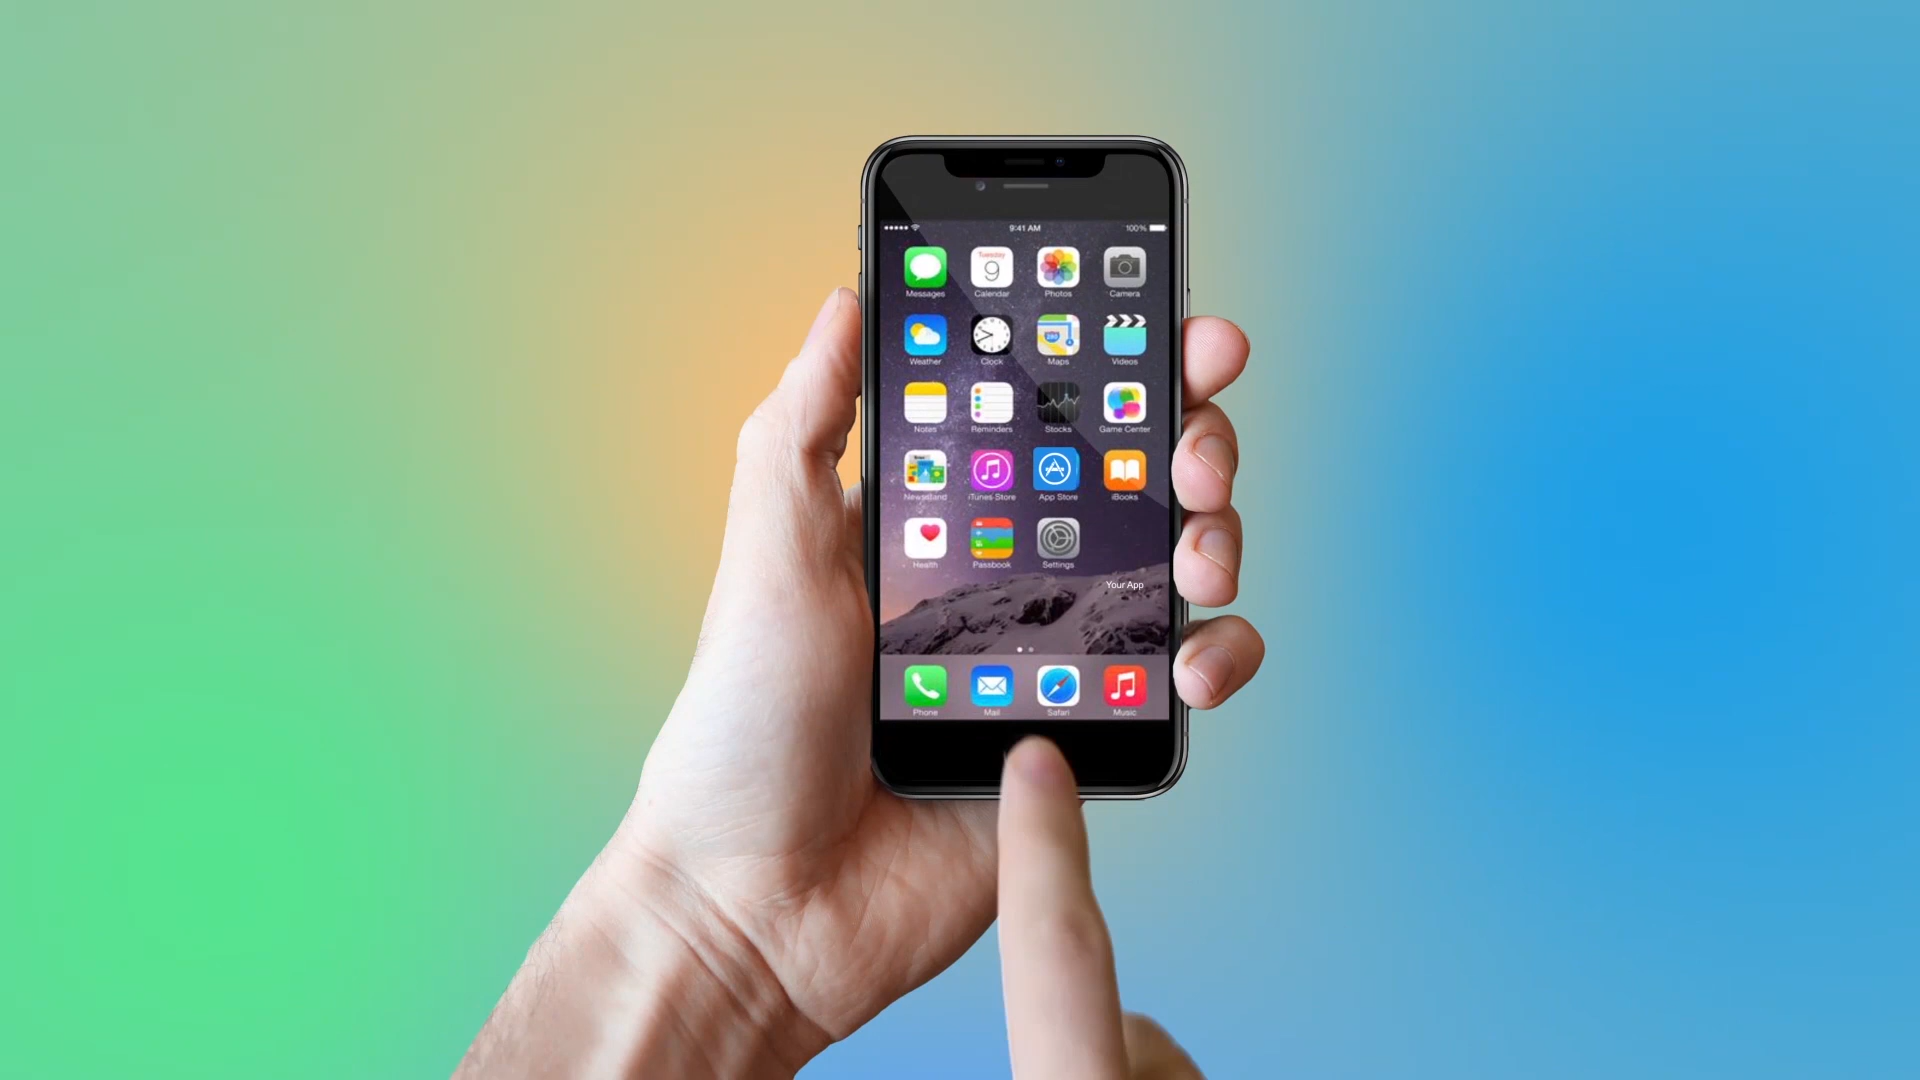 9:41 AM 100%
Tuesday
9
Messages Calendar Photos Camera
280
Weather Clock Maps Videos
Notes Reminders Stocks Game Center
Newsstand iTunes Store App Store iBooks
Health Passbook Settings
Your App
Phone Mail Safari Music